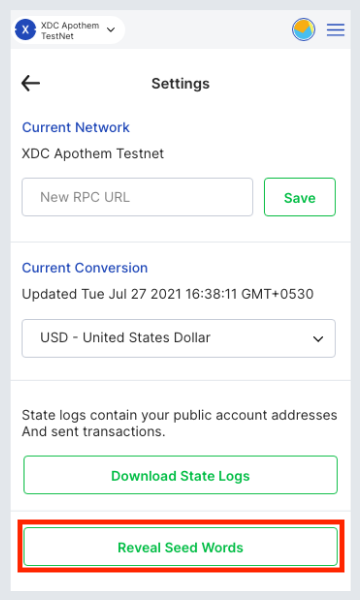 X
XDC Apothem
TestNet
Settings
Current Network
XDC Apothem Testnet
New RPC URL
Save
Current Conversion
Updated Tue Jul 27 2021 16:38:11 GMT+0530
USD - United States Dollar
State logs contain your public account addresses
And sent transactions.
Download State Logs
Reveal Seed Words